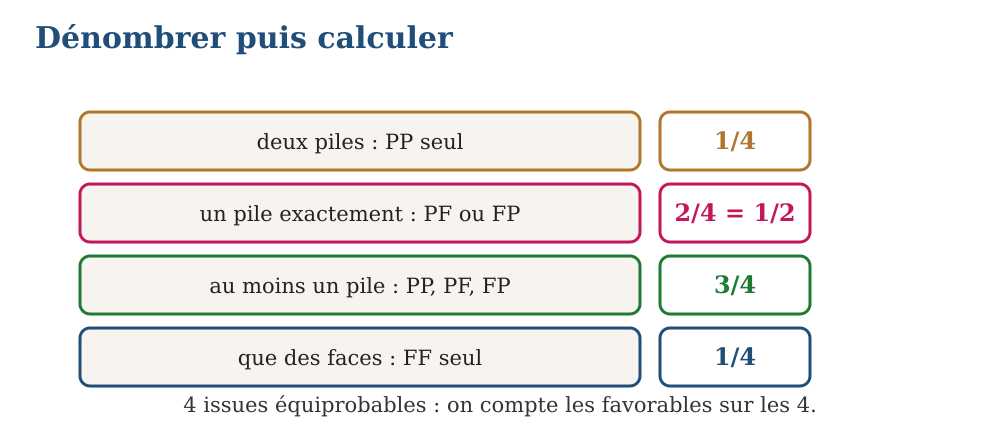 Dénombrer puis calculer
deux piles : PP seul
1/4
un pile exactement : PF ou FP
2/4 = 1/2
au moins un pile : PP, PF, FP
3/4
que des faces : FF seul
1/4
4 issues équiprobables : on compte les favorables sur les 4.